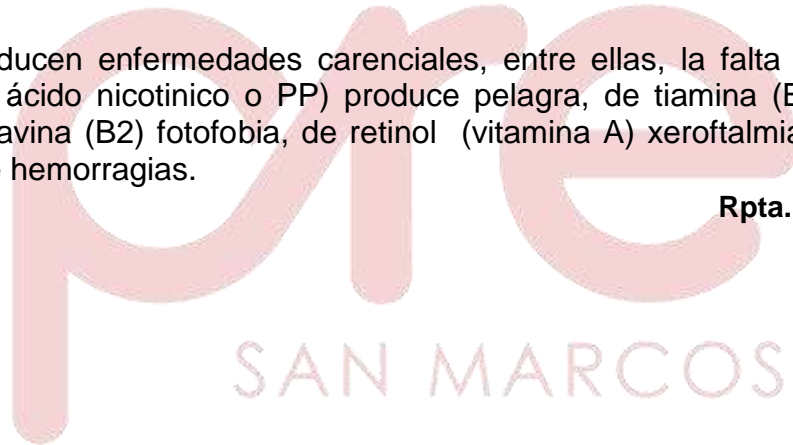 ducen enfermedades carenciales, entre ellas, la falta
ácido nicotinico o PP) produce pelagra, de tiamina (B
avina (B2) fotofobia, de retinol (vitamina A) xeroftalmia
e hemorragias.
Rpta.
pre
SAN MARCOS